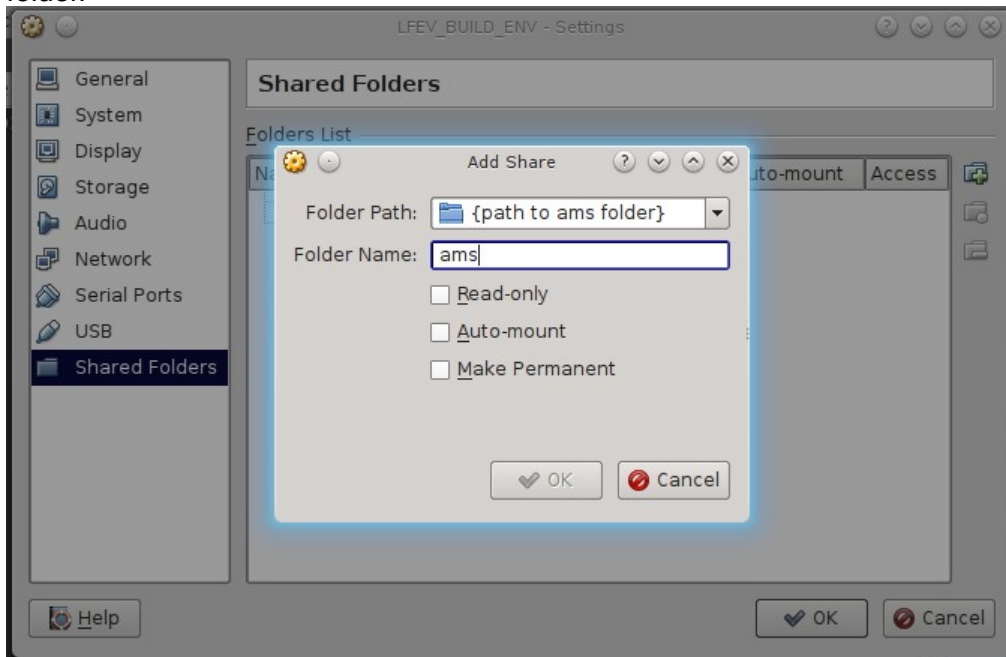 LFEV_BUILD_ENV - Settings
General
System
Display
Storage
Audio
Network
Serial Ports
USB
Shared Folders
Shared Folders
Folders List
Auto-mount
Access
Add Share
Folder Path:
{path to ams folder}
Folder Name:
ams
Read-only
Auto-mount
Make Permanent
OK
Cancel
Help
OK
Cancel